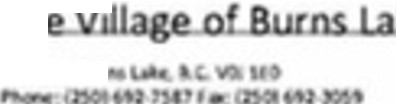 e Village of Burns La
ns Lake, B.C. V0J 1E0
Phone: (250) 692-7587 Fax: (250) 692-3059